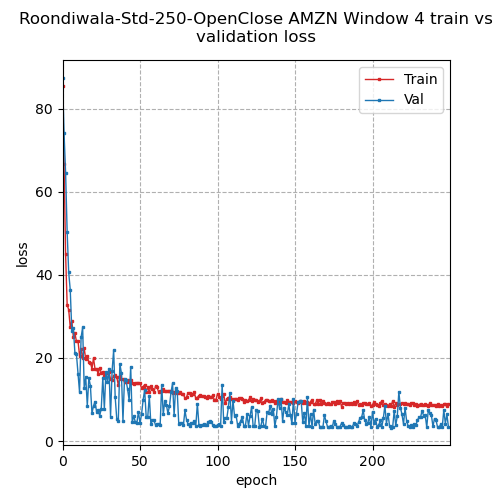 Roondiwala-Std-250-OpenClose AMZN Window 4 train vs
validation loss
Train
Val
80
60
40
20
0
loss
0 50 100 150 200
epoch